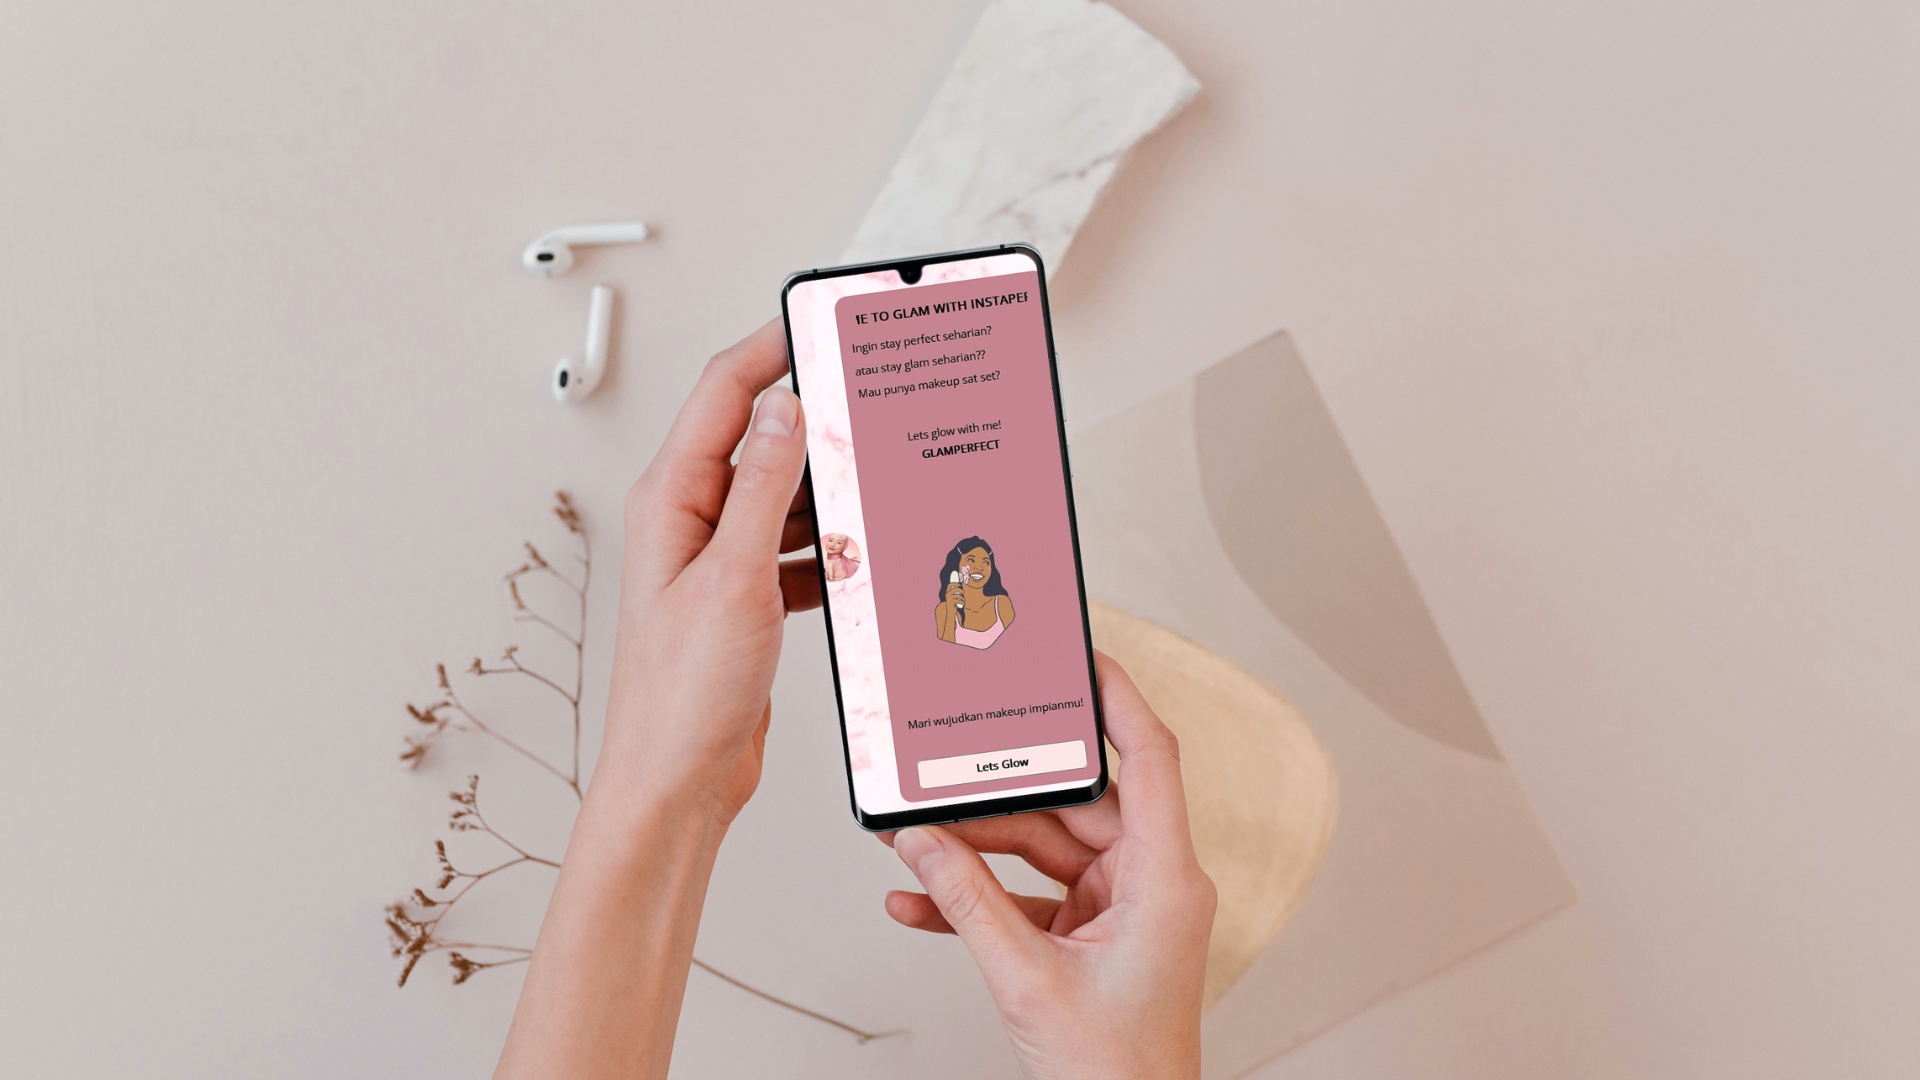 IE TO GLAM WITH INSTAPER
Ingin stay perfect seharian?
atau stay glam seharian??
Mau punya makeup sat set?
Lets glow with me!
GLAMPERFECT
Mari wujudkan makeup impianmu!
Lets Glow